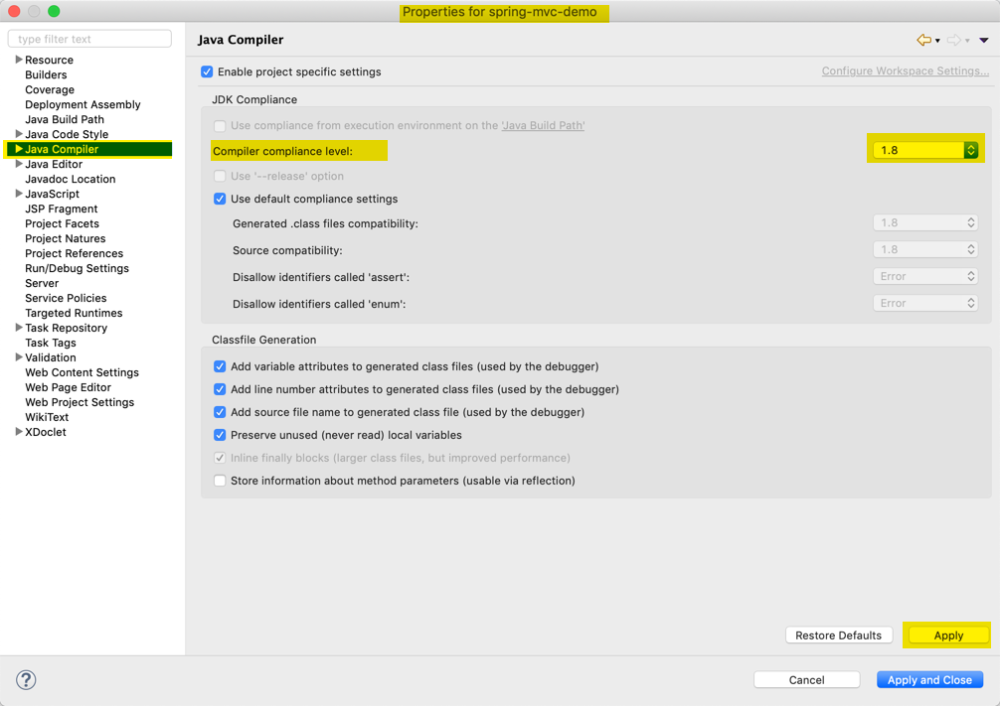 Properties for spring-mvc-demo
type filter text
Resource
Builders
Coverage
Deployment Assembly
Java Build Path
Java Code Style
Java Compiler
Java Editor
Javadoc Location
JavaScript
JSP Fragment
Project Facets
Project Natures
Project References
Run/Debug Settings
Server
Service Policies
Targeted Runtimes
Task Repository
Task Tags
Validation
Web Content Settings
Web Page Editor
Web Project Settings
WikiText
XDoclet
Java Compiler
Enable project specific settings
Configure Workspace Settings...
JDK Compliance
Use compliance from execution environment on the 'Java Build Path'
Compiler compliance level: 1.8
Use '--release' option
Use default compliance settings
Generated .class files compatibility: 1.8
Source compatibility: 1.8
Disallow identifiers called 'assert': Error
Disallow identifiers called 'enum': Error
Classfile Generation
Add variable attributes to generated class files (used by the debugger)
Add line number attributes to generated class files (used by the debugger)
Add source file name to generated class file (used by the debugger)
Preserve unused (never read) local variables
Inline finally blocks (larger class files, but improved performance)
Store information about method parameters (usable via reflection)
Restore Defaults Apply
? Cancel Apply and Close